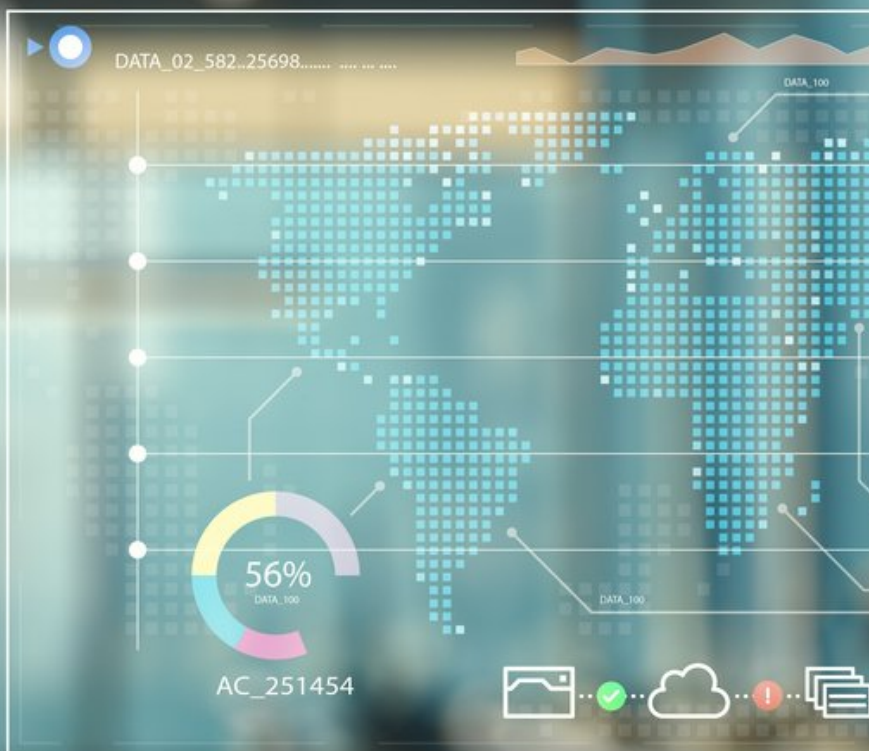 DATA_02_582..25698....... .... ... ....
DATA_100
56%
DATA_100
DATA_100
AC_251454
!